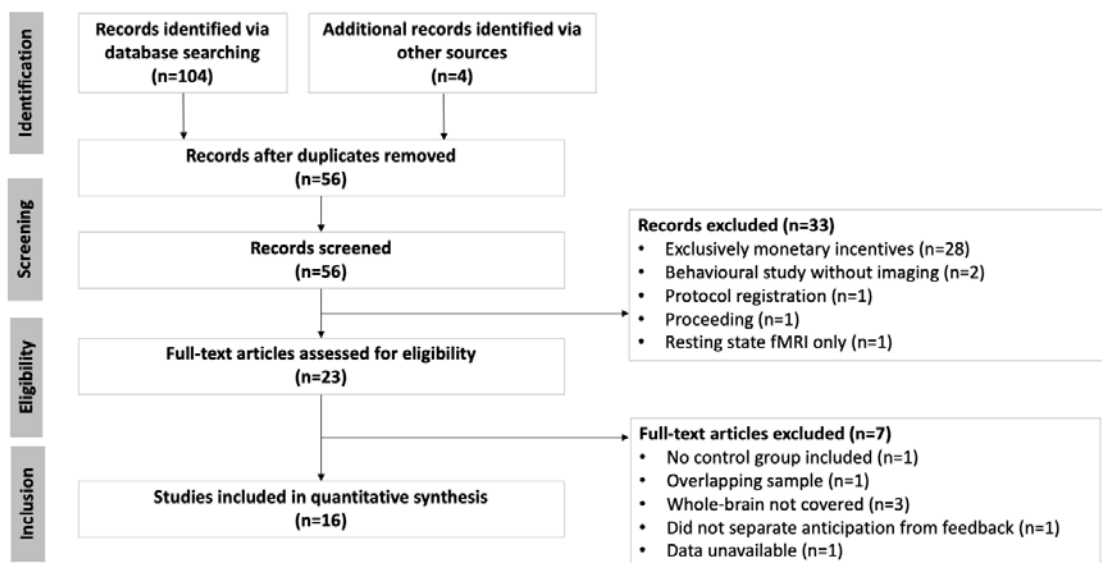 Identification
Records identified via
database searching
(n=104)
Additional records identified via
other sources
(n=4)
Records after duplicates removed
(n=56)
Screening
Records screened
(n=56)
Records excluded (n=33)
• Exclusively monetary incentives (n=28)
• Behavioural study without imaging (n=2)
• Protocol registration (n=1)
• Proceeding (n=1)
• Resting state fMRI only (n=1)
Eligibility
Full-text articles assessed for eligibility
(n=23)
Full-text articles excluded (n=7)
• No control group included (n=1)
• Overlapping sample (n=1)
• Whole-brain not covered (n=3)
• Did not separate anticipation from feedback (n=1)
• Data unavailable (n=1)
Inclusion
Studies included in quantitative synthesis
(n=16)